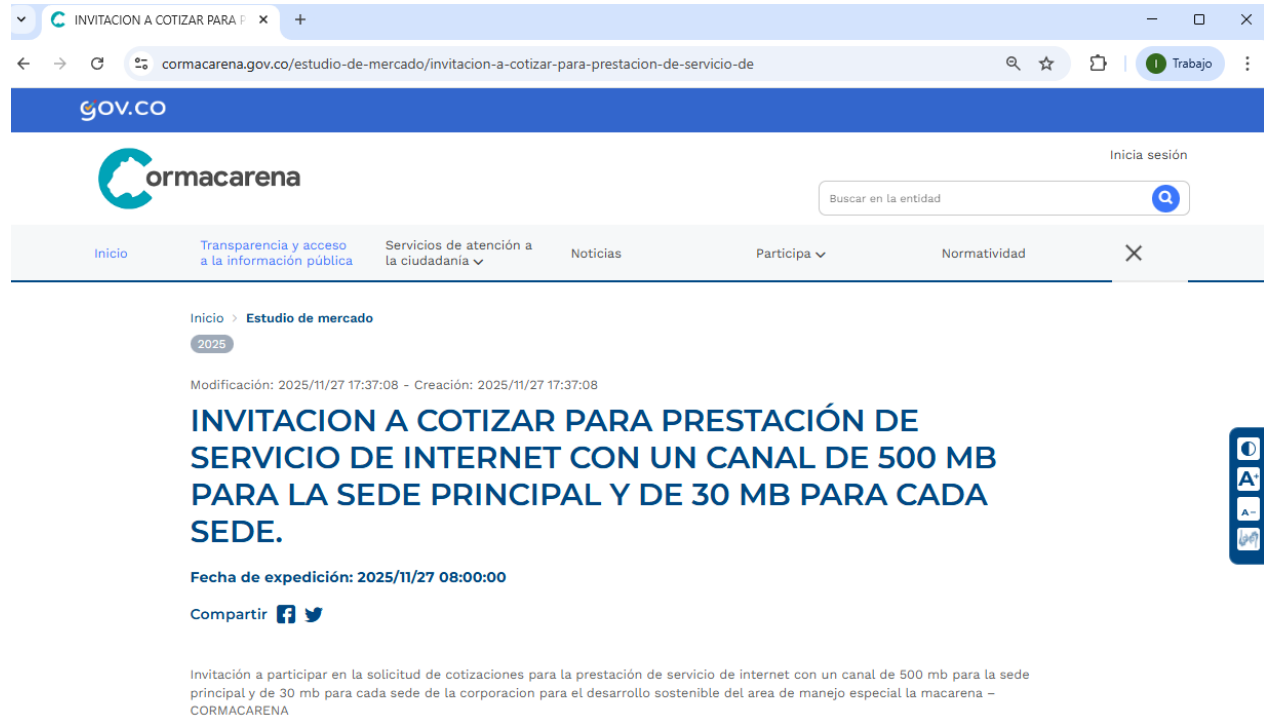 INVITACION A COTIZAR PARA P
cormacarena.gov.co/estudio-de-mercado/invitacion-a-cotizar-para-prestacion-de-servicio-de
Trabajo
GOV.CO
Cormacarena
Inicia sesión
Buscar en la entidad
Inicio
Transparencia y acceso
a la información pública
Servicios de atención a
la ciudadanía
Noticias
Participa
Normatividad
Inicio > Estudio de mercado
2025
Modificación: 2025/11/27 17:37:08 - Creación: 2025/11/27 17:37:08
INVITACION A COTIZAR PARA PRESTACIÓN DE
SERVICIO DE INTERNET CON UN CANAL DE 500 MB
PARA LA SEDE PRINCIPAL Y DE 30 MB PARA CADA
SEDE.
Fecha de expedición: 2025/11/27 08:00:00
Compartir
A+
A-
Invitación a participar en la solicitud de cotizaciones para la prestación de servicio de internet con un canal de 500 mb para la sede
principal y de 30 mb para cada sede de la corporacion para el desarrollo sostenible del area de manejo especial la macarena –
CORMACARENA